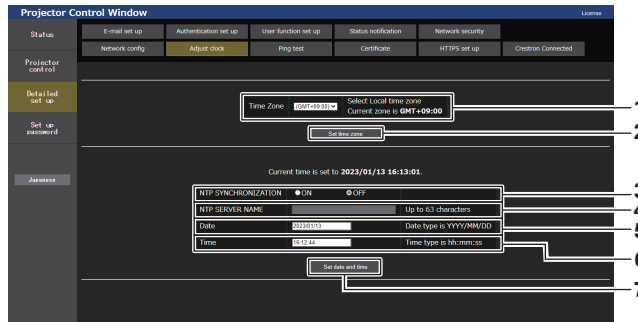 Projector Control Window
License
Status
E-mail set up
Authentication set up
User function set up
Status notification
Network security
Network config
Adjust clock
Ping test
Certificate
HTTPS set up
Crestron Connected
Projector control
Detailed set up
Set up password
Japanese
Time Zone (GMT+09:00) Select Local time zone
Current zone is GMT+09:00
1
Set time zone
2
Current time is set to 2023/01/13 16:13:01.
NTP SYNCHRONIZATION ON OFF
3
NTP SERVER NAME Up to 63 characters
4
Date 2023/01/13 Date type is YYYY/MM/DD
5
Time 16:12:44 Time type is hh:mm:ss
6
Set date and time
7